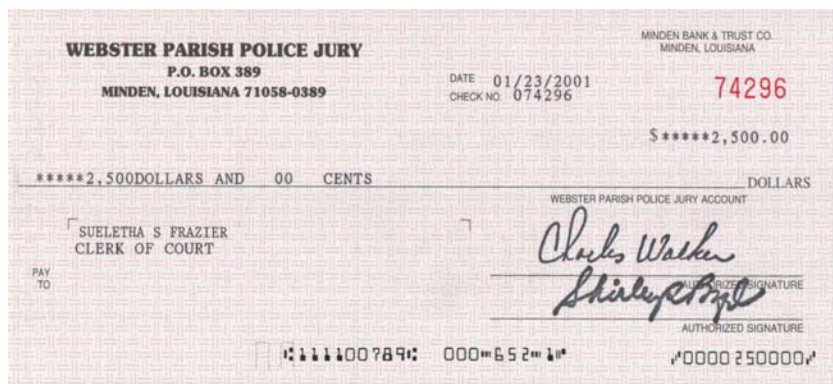 WEBSTER PARISH POLICE JURY
P.O. BOX 389
MINDEN, LOUISIANA 71058-0389
MINDEN BANK & TRUST CO.
MINDEN, LOUISIANA
DATE 01/23/2001
CHECK NO. 074296
74296
$*****2,500.00
*****2,500DOLLARS AND 00 CENTS
DOLLARS
WEBSTER PARISH POLICE JURY ACCOUNT
SUELETHA S FRAZIER
CLERK OF COURT
PAY
TO
Charles Walker
AUTHORIZED SIGNATURE
Shirley
AUTHORIZED SIGNATURE
⑆111100789⑆ 000⑈652⑈1⑈ ⑇0000250000⑇